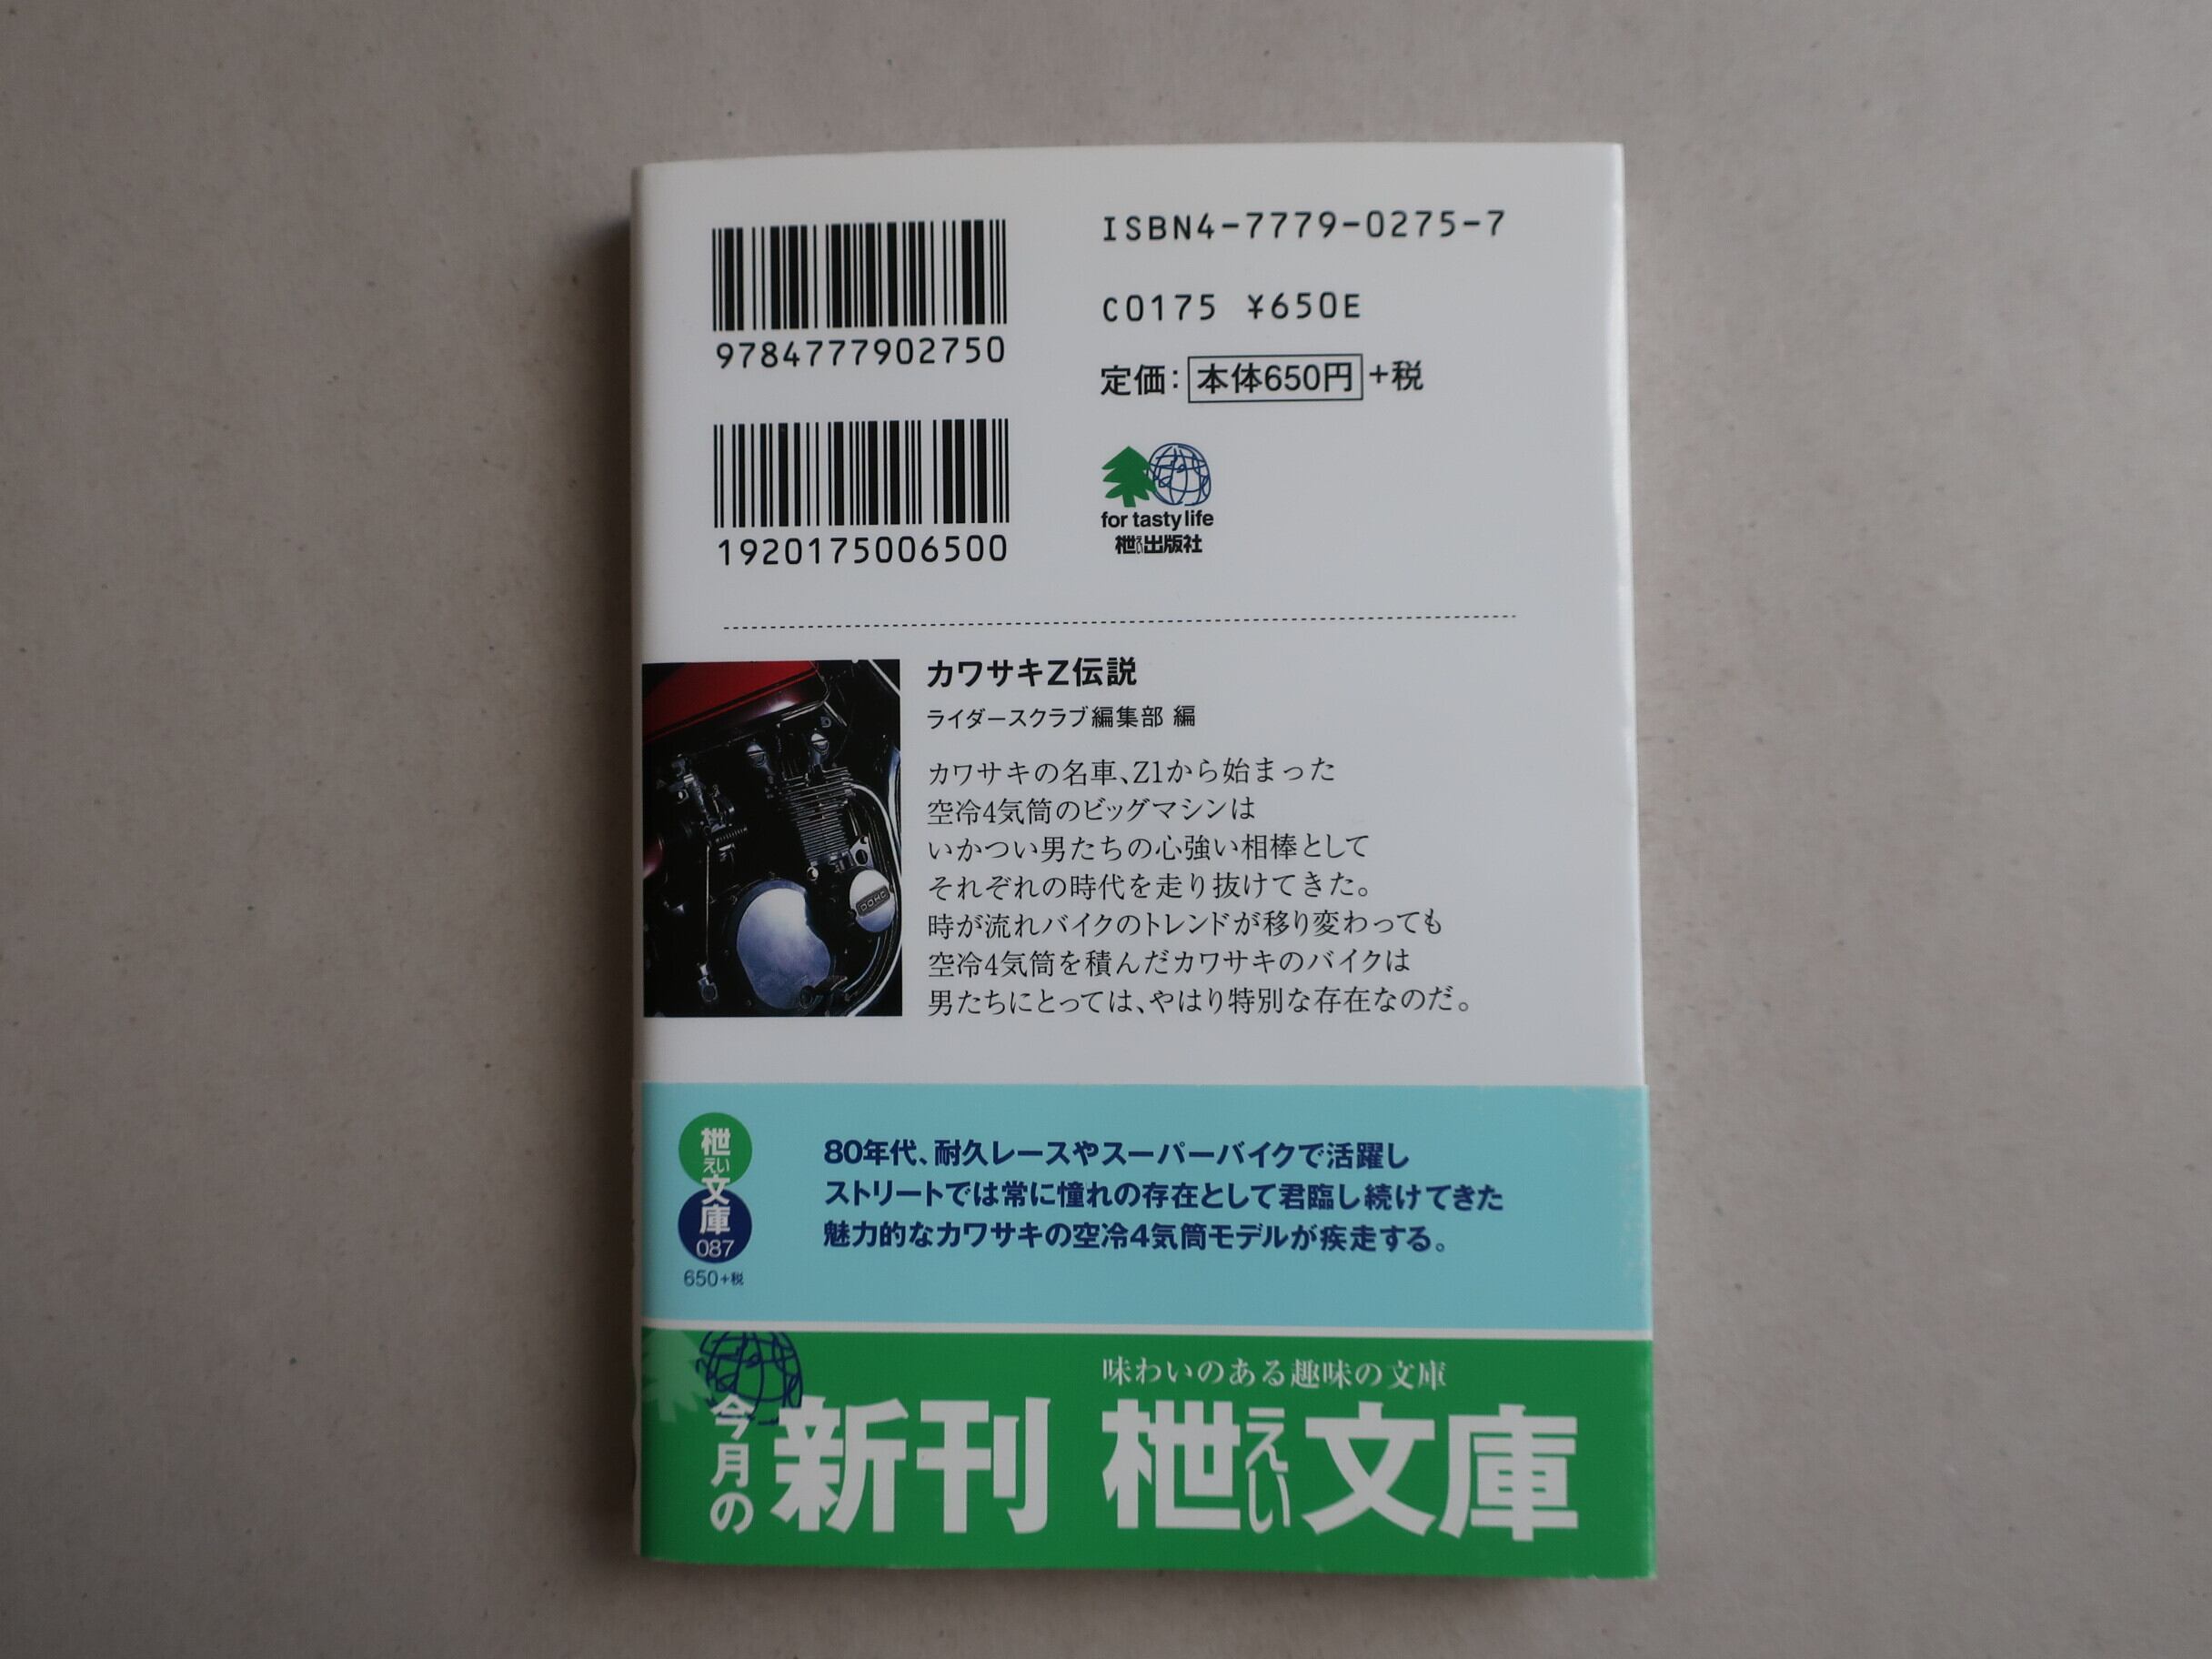 9784777902750
1920175006500
ISBN4-7779-0275-7
C0175 ¥650E
定価：本体650円+税
for tasty life
枻えい出版社
カワサキZ伝説
ライダースクラブ編集部 編
カワサキの名車、Z1から始まった
空冷4気筒のビッグマシンは
いかつい男たちの心強い相棒として
それぞれの時代を走り抜けてきた。
時が流れバイクのトレンドが移り変わっても
空冷4気筒を積んだカワサキのバイクは
男たちにとっては、やはり特別な存在なのだ。
DOHC
枻えい文庫
087
650+税
80年代、耐久レースやスーパーバイクで活躍し
ストリートでは常に憧れの存在として君臨し続けてきた
魅力的なカワサキの空冷4気筒モデルが疾走する。
今月の新刊
味わいのある趣味の文庫
枻えい文庫